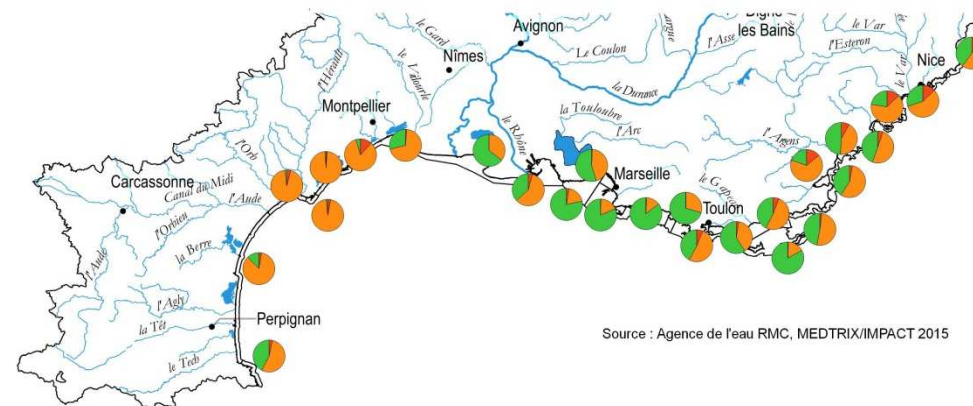 Avignon
Digne
les Bains
le Var
l'Esteron
le Gard
Nîmes
Le Coulon
l'Asse
le Var
Nice
l'Hérault
le Vidourle
la Durance
Montpellier
la Touloubre
le Rhône
l'Arc
l'Argens
l'Orb
Carcassonne
Canal du Midi
l'Aude
Marseille
le Gapeau
Toulon
l'Orbieu
l'Aude
la Berre
l'Agly
la Têt
Perpignan
le Tech
Source : Agence de l'eau RMC, MEDTRIX/IMPACT 2015